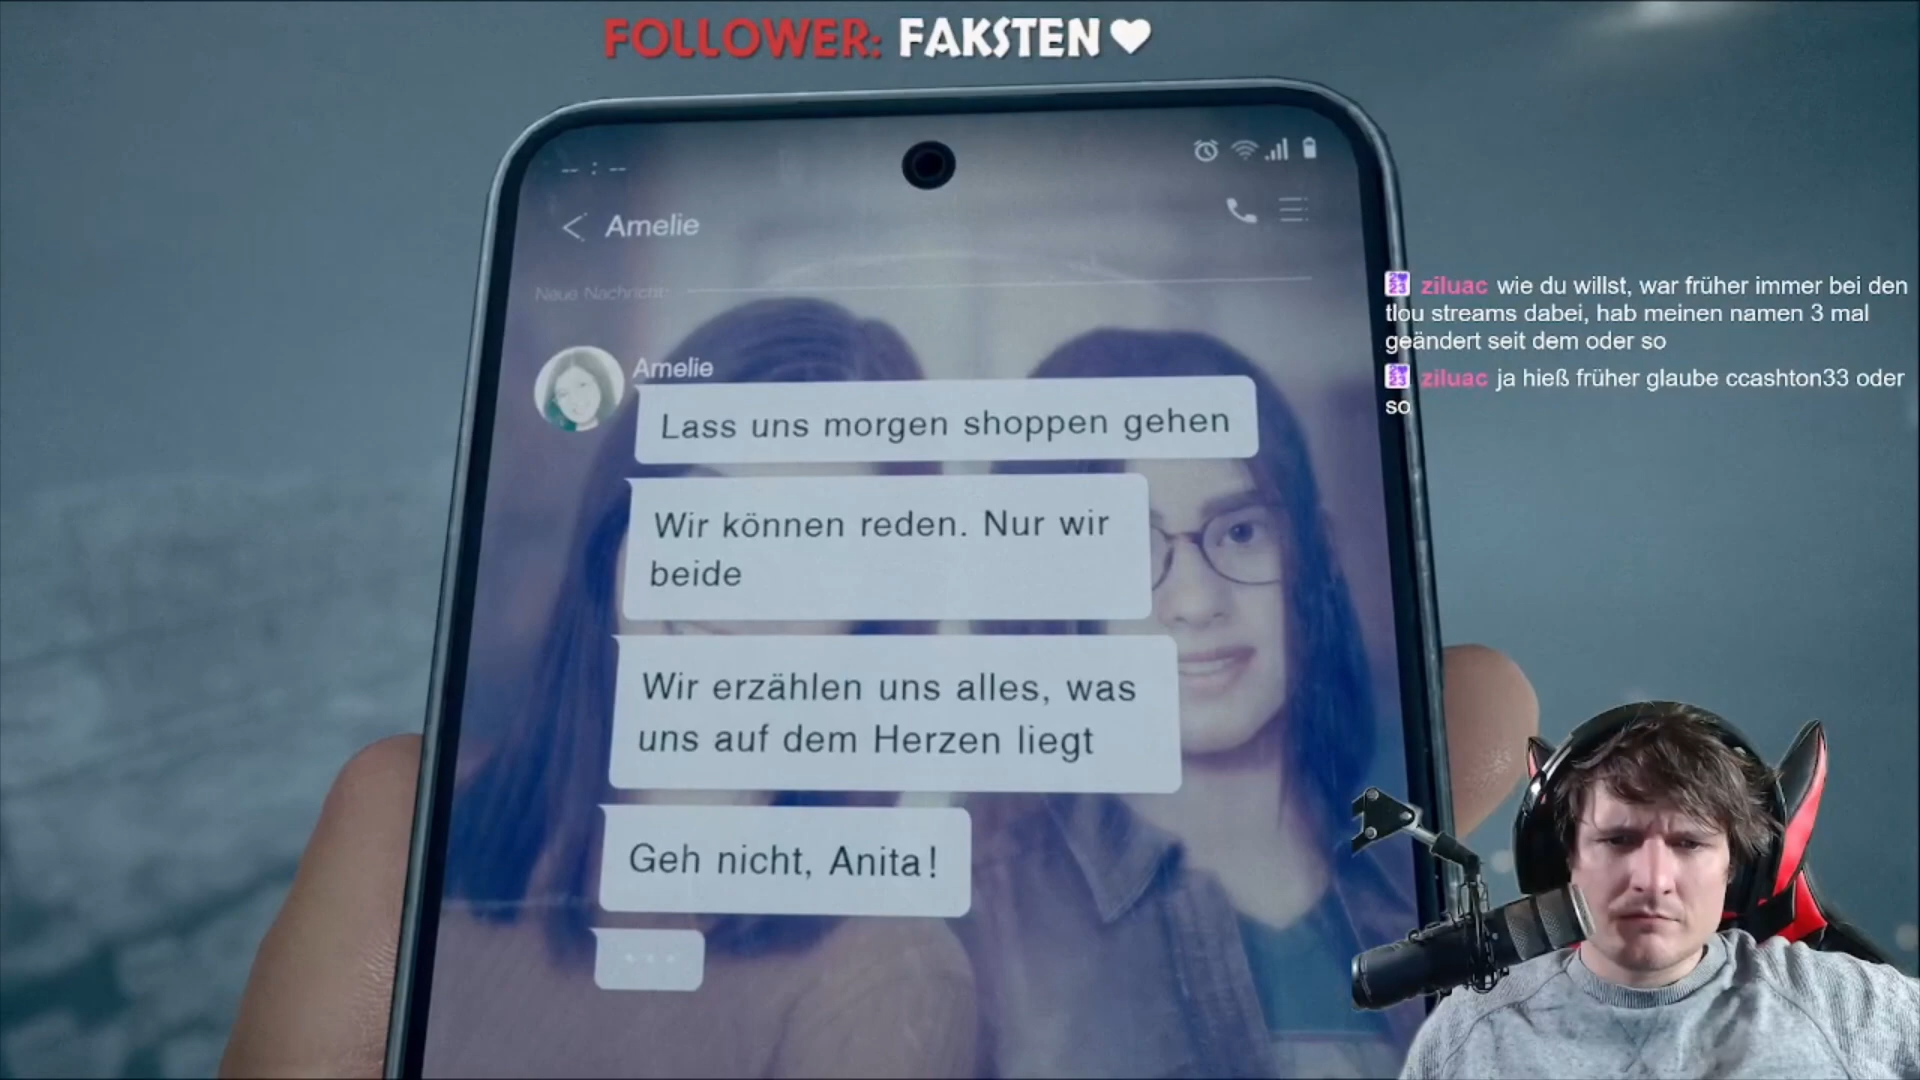 FOLLOWER: FAKSTEN
-- : --
< Amelie
Neue Nachricht
Amelie
Lass uns morgen shoppen gehen
Wir können reden. Nur wir
beide
Wir erzählen uns alles, was
uns auf dem Herzen liegt
Geh nicht, Anita!
...
ziluac wie du willst, war früher immer bei den
tlou streams dabei, hab meinen namen 3 mal
geändert seit dem oder so
ziluac ja hieß früher glaube ccashton33 oder
so